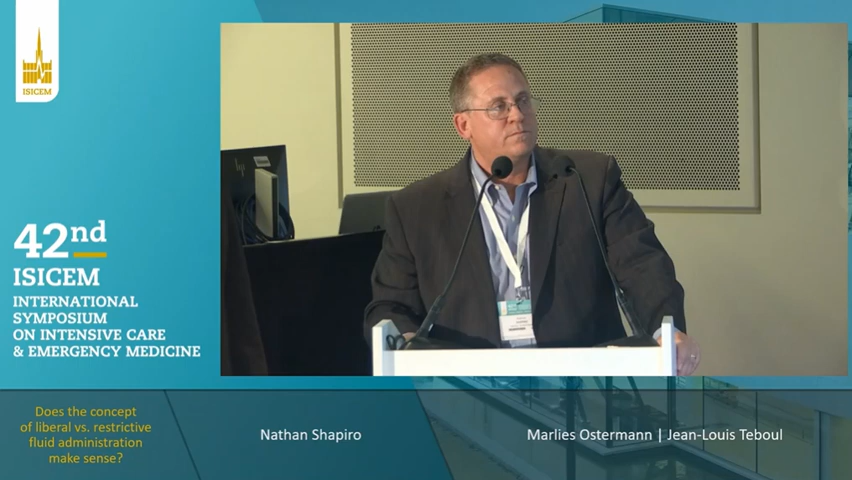 ISICEM
42nd
ISICEM
INTERNATIONAL
SYMPOSIUM
ON INTENSIVE CARE
& EMERGENCY MEDICINE
Does the concept
of liberal vs. restrictive
fluid administration
make sense?
Nathan Shapiro
Marlies Ostermann | Jean-Louis Teboul